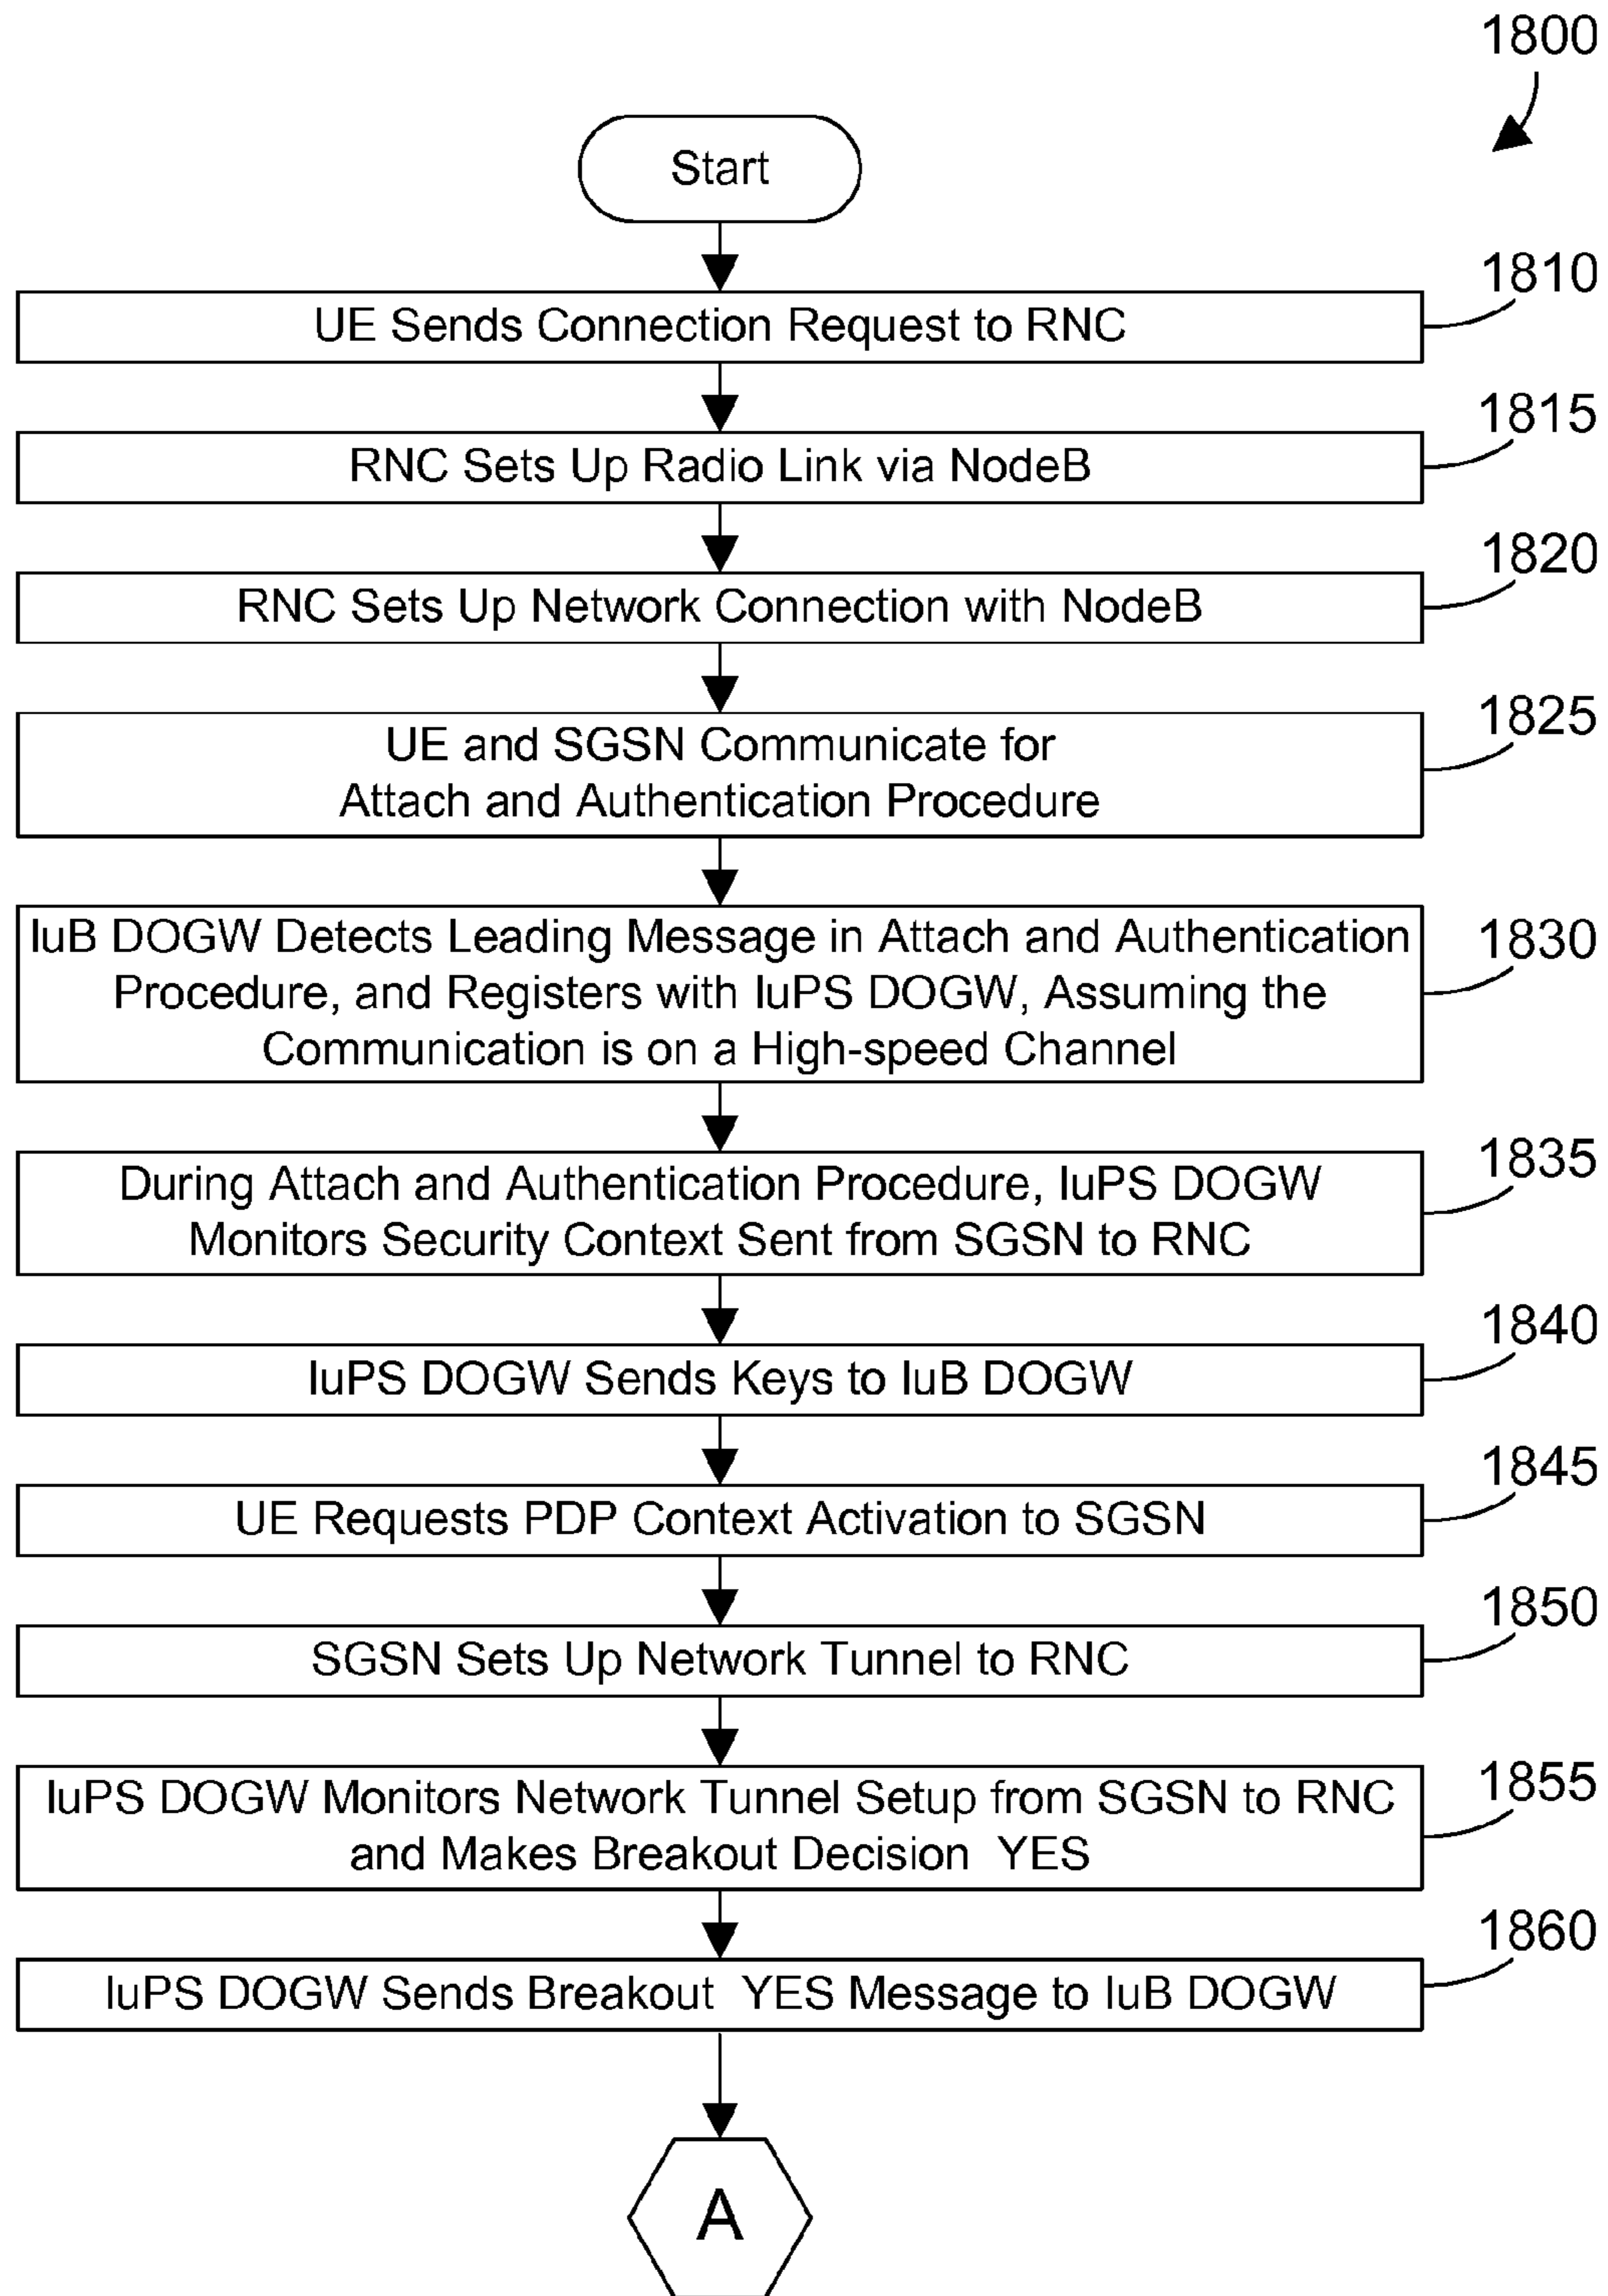 1800
Start
1810
UE Sends Connection Request to RNC
1815
RNC Sets Up Radio Link via NodeB
1820
RNC Sets Up Network Connection with NodeB
1825
UE and SGSN Communicate for
Attach and Authentication Procedure
1830
IuB DOGW Detects Leading Message in Attach and Authentication
Procedure, and Registers with IuPS DOGW, Assuming the
Communication is on a High-speed Channel
1835
During Attach and Authentication Procedure, IuPS DOGW
Monitors Security Context Sent from SGSN to RNC
1840
IuPS DOGW Sends Keys to IuB DOGW
1845
UE Requests PDP Context Activation to SGSN
1850
SGSN Sets Up Network Tunnel to RNC
1855
IuPS DOGW Monitors Network Tunnel Setup from SGSN to RNC
and Makes Breakout Decision YES
1860
IuPS DOGW Sends Breakout YES Message to IuB DOGW
A